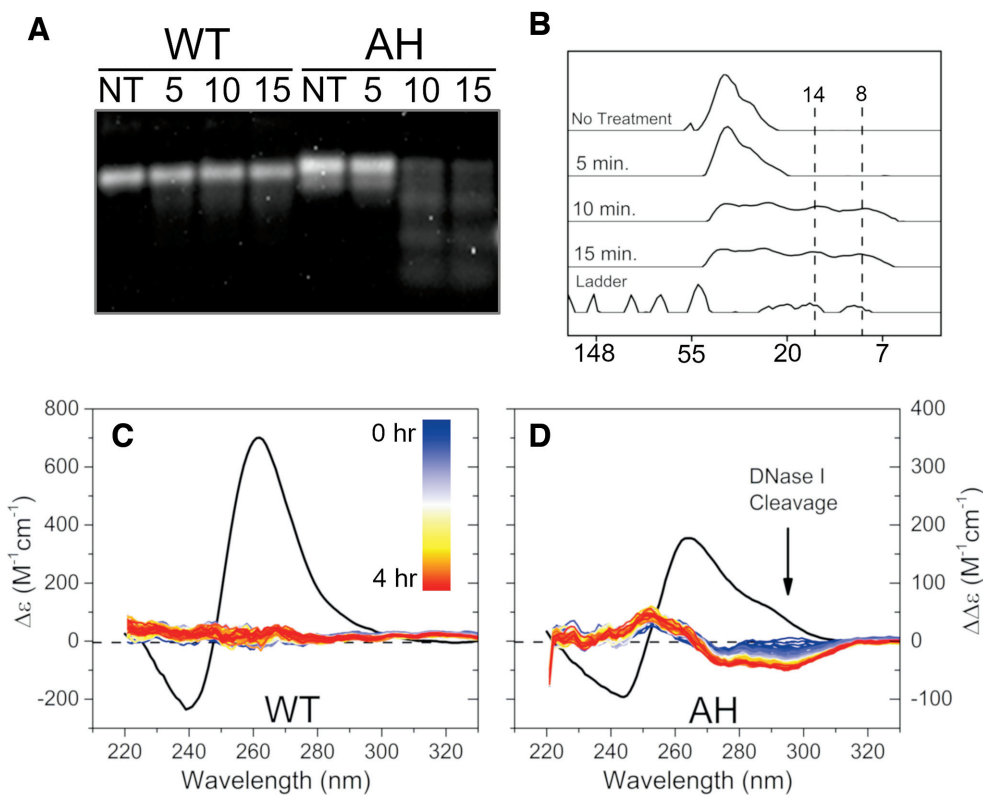 A
WT AH
NT 5 10 15 NT 5 10 15
B
14 8
No Treatment
5 min.
10 min.
15 min.
Ladder
148 55 20 7
C
0 hr
4 hr
WT
800
600
400
200
0
-200
Δε (M⁻¹cm⁻¹)
220 240 260 280 300 320
Wavelength (nm)
D
DNase I
Cleavage
AH
400
300
200
100
0
-100
ΔΔε (M⁻¹cm⁻¹)
220 240 260 280 300 320
Wavelength (nm)